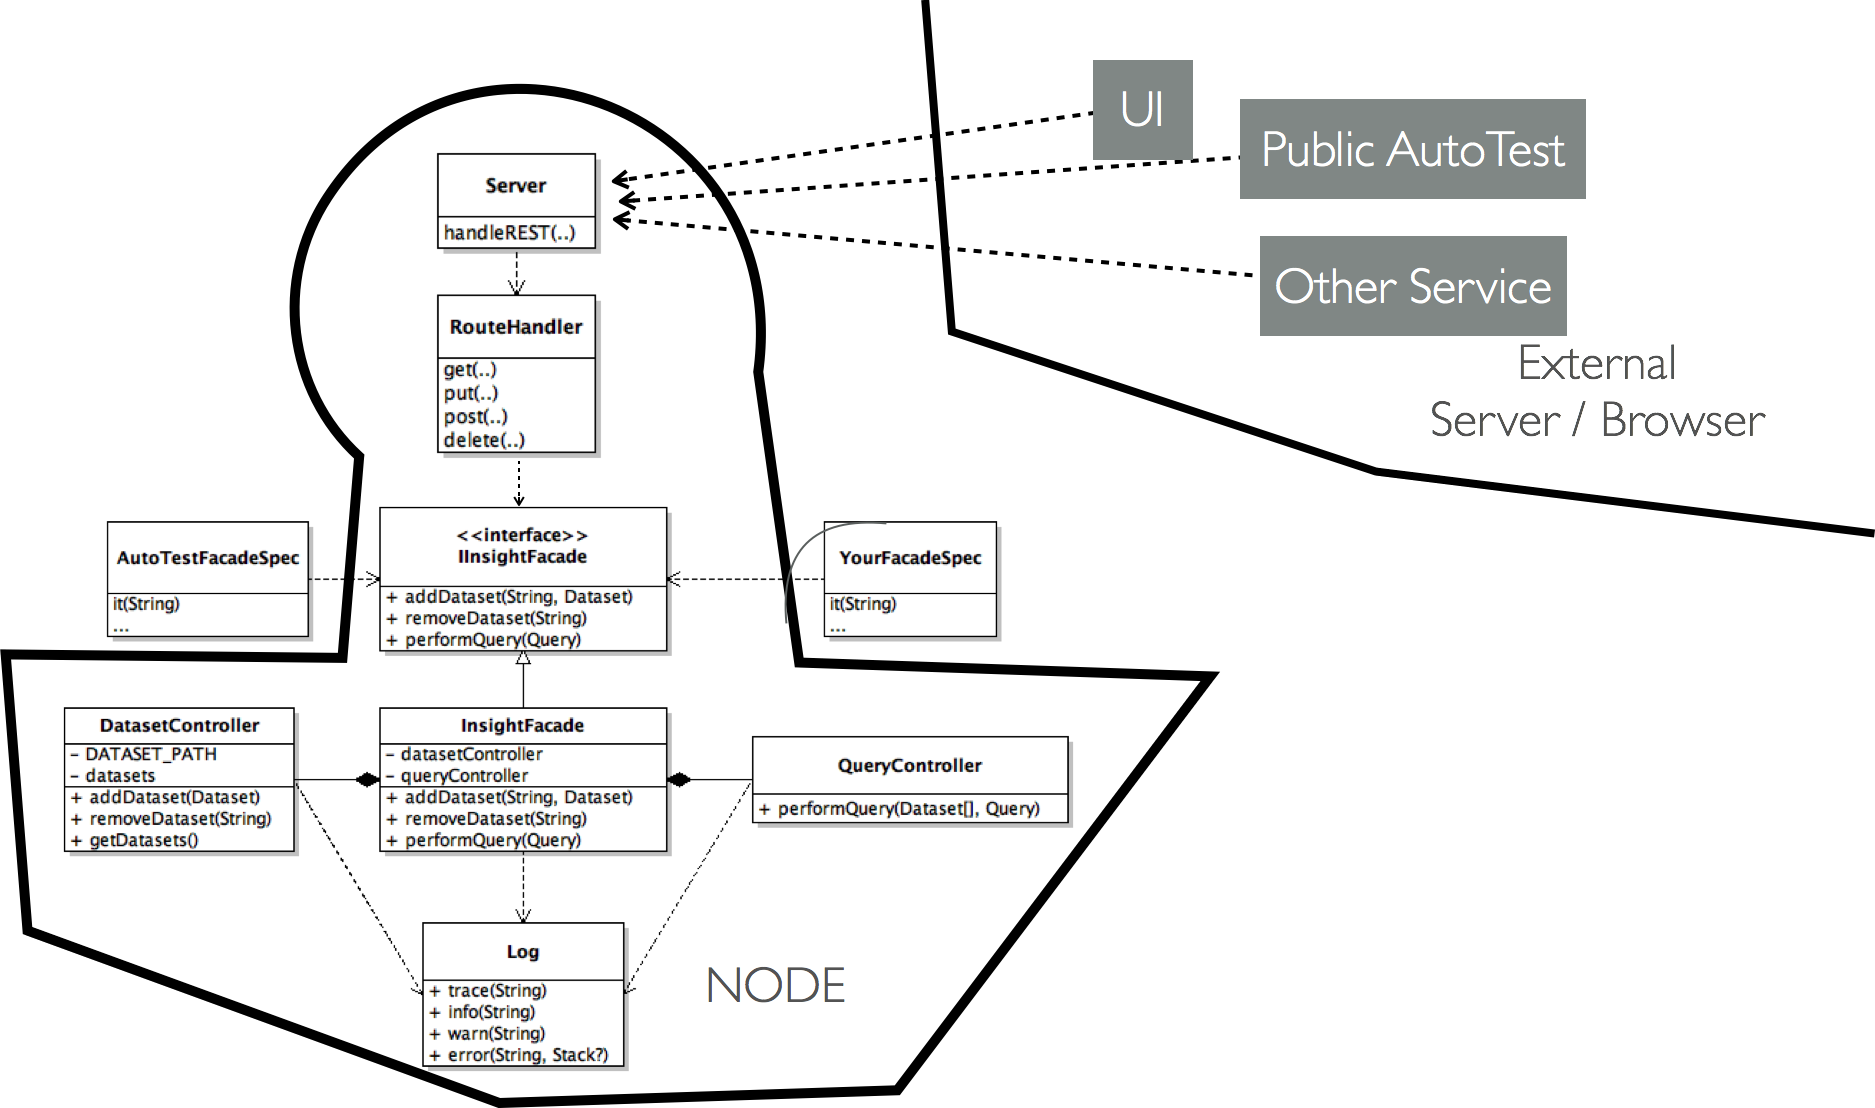 UI
Public AutoTest
Other Service
External
Server / Browser
Server
handleREST(..)
RouteHandler
get(..)
put(..)
post(..)
delete(..)
AutoTestFacadeSpec
it(String)
...
<<interface>>
IInsightFacade
+ addDataset(String, Dataset)
+ removeDataset(String)
+ performQuery(Query)
YourFacadeSpec
it(String)
...
DatasetController
- DATASET_PATH
- datasets
+ addDataset(Dataset)
+ removeDataset(String)
+ getDatasets()
InsightFacade
- datasetController
- queryController
+ addDataset(String, Dataset)
+ removeDataset(String)
+ performQuery(Query)
QueryController
+ performQuery(Dataset[], Query)
Log
+ trace(String)
+ info(String)
+ warn(String)
+ error(String, Stack?)
NODE